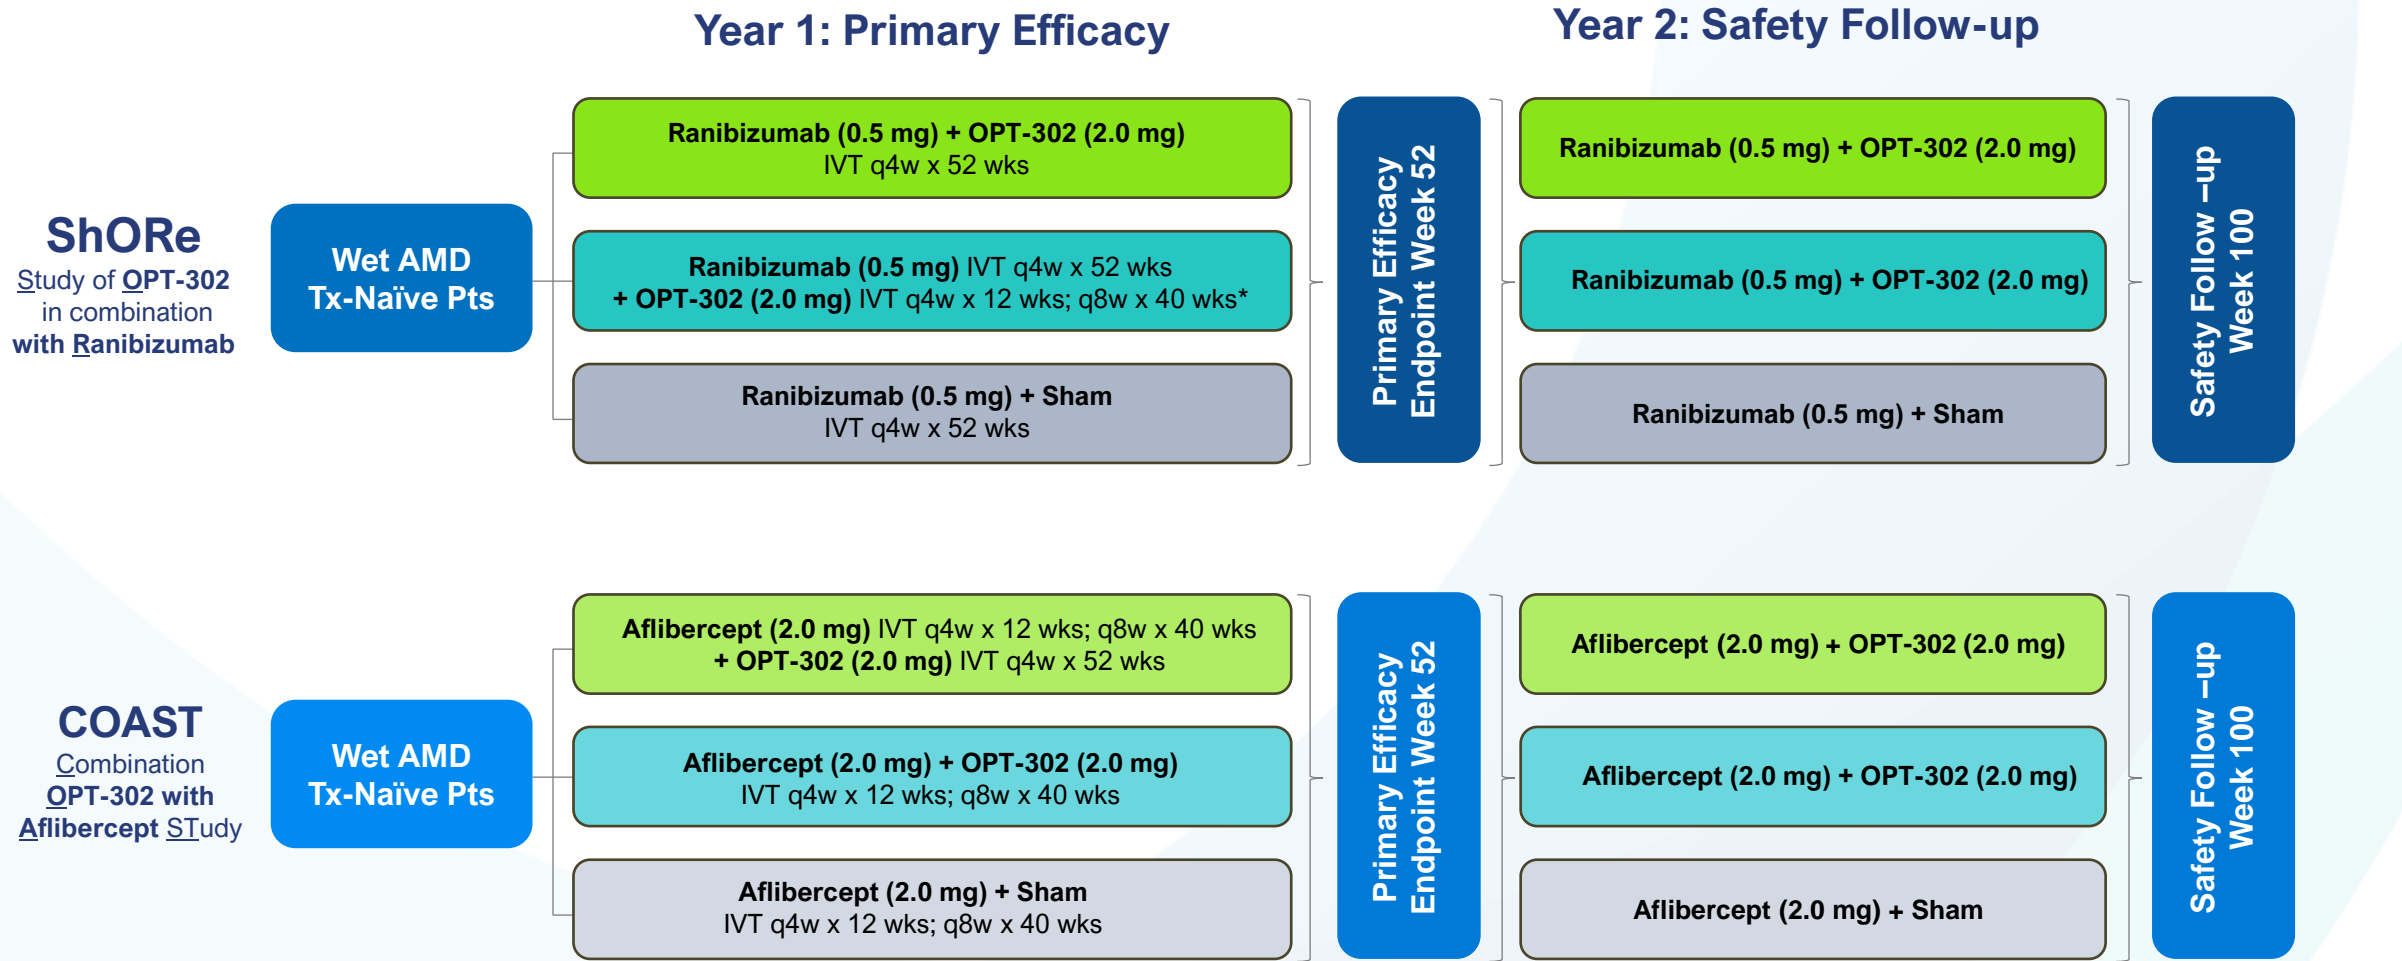 Year 1: Primary Efficacy
Year 2: Safety Follow-up
ShORe
Study of OPT-302
in combination
with Ranibizumab
Wet AMD
Tx-Naïve Pts
Ranibizumab (0.5 mg) + OPT-302 (2.0 mg)
IVT q4w x 52 wks
Ranibizumab (0.5 mg) IVT q4w x 52 wks
+ OPT-302 (2.0 mg) IVT q4w x 12 wks; q8w x 40 wks*
Ranibizumab (0.5 mg) + Sham
IVT q4w x 52 wks
Primary Efficacy
Endpoint Week 52
Ranibizumab (0.5 mg) + OPT-302 (2.0 mg)
Ranibizumab (0.5 mg) + OPT-302 (2.0 mg)
Ranibizumab (0.5 mg) + Sham
Safety Follow –up
Week 100
COAST
Combination
OPT-302 with
Aflibercept STudy
Wet AMD
Tx-Naïve Pts
Aflibercept (2.0 mg) IVT q4w x 12 wks; q8w x 40 wks
+ OPT-302 (2.0 mg) IVT q4w x 52 wks
Aflibercept (2.0 mg) + OPT-302 (2.0 mg)
IVT q4w x 12 wks; q8w x 40 wks
Aflibercept (2.0 mg) + Sham
IVT q4w x 12 wks; q8w x 40 wks
Primary Efficacy
Endpoint Week 52
Aflibercept (2.0 mg) + OPT-302 (2.0 mg)
Aflibercept (2.0 mg) + OPT-302 (2.0 mg)
Aflibercept (2.0 mg) + Sham
Safety Follow –up
Week 100